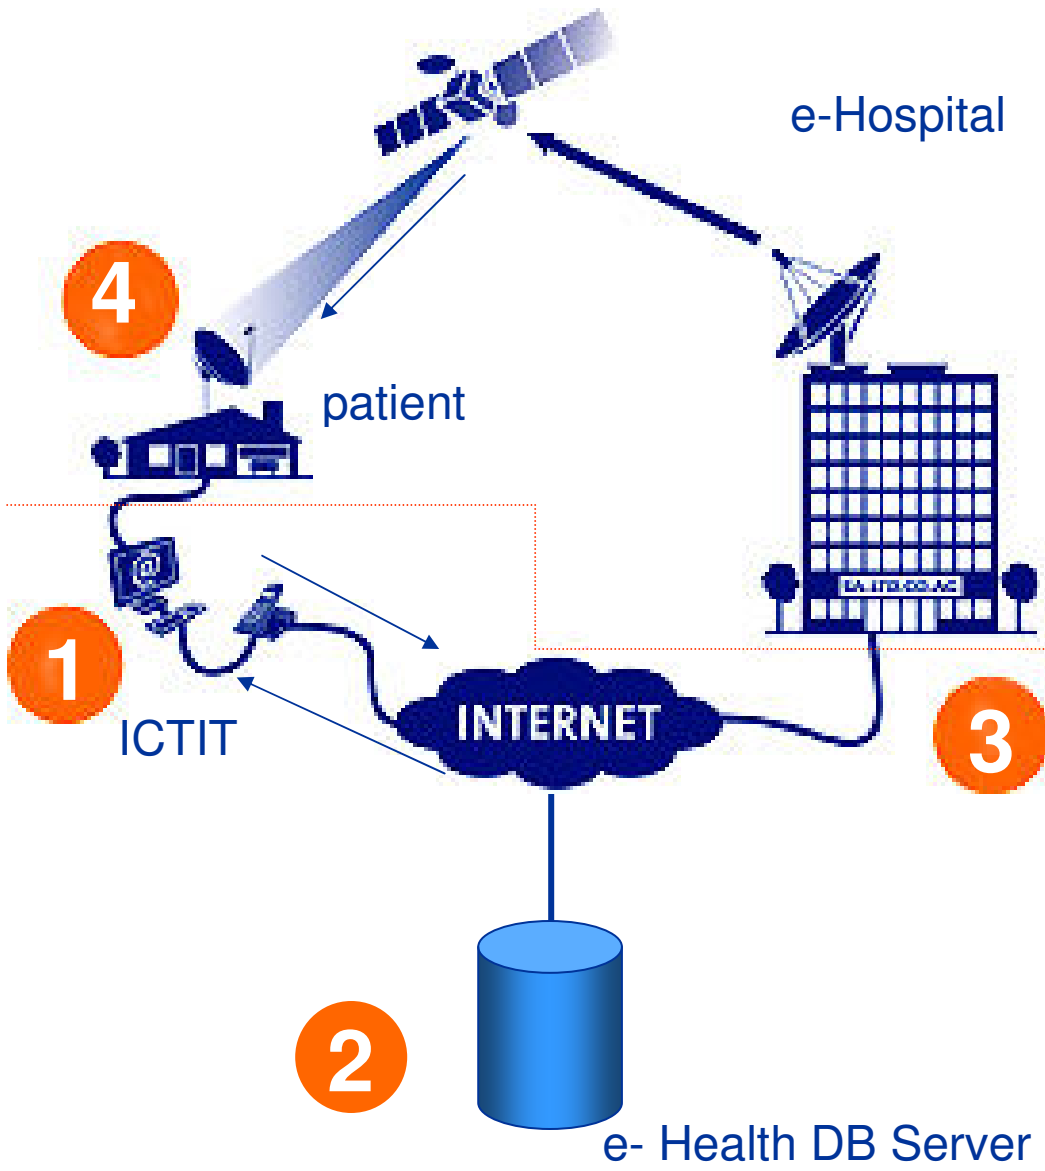 e-Hospital
4
patient
@
1
ICTIT
INTERNET
3
2
e- Health DB Server